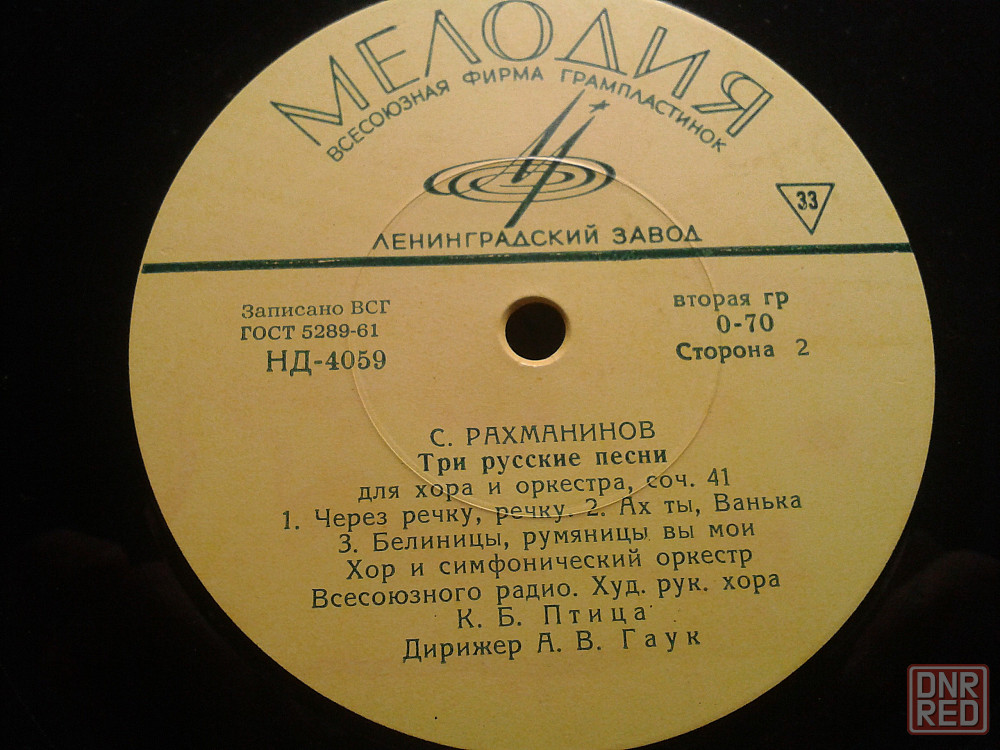 МЕЛОДИЯ
ВСЕСОЮЗНАЯ ФИРМА ГРАМПЛАСТИНОК
33
ЛЕНИНГРАДСКИЙ ЗАВОД
Записано ВСГ
ГОСТ 5289-61
НД-4059
вторая гр
0-70
Сторона 2
С. РАХМАНИНОВ
Три русские песни
для хора и оркестра, соч. 41
1. Через речку, речку. 2. Ах ты, Ванька
3. Белиницы, румяницы вы мои
Хор и симфонический оркестр
Всесоюзного радио. Худ. рук. хора
К. Б. Птица
Дирижер А. В. Гаук
DNR
RED